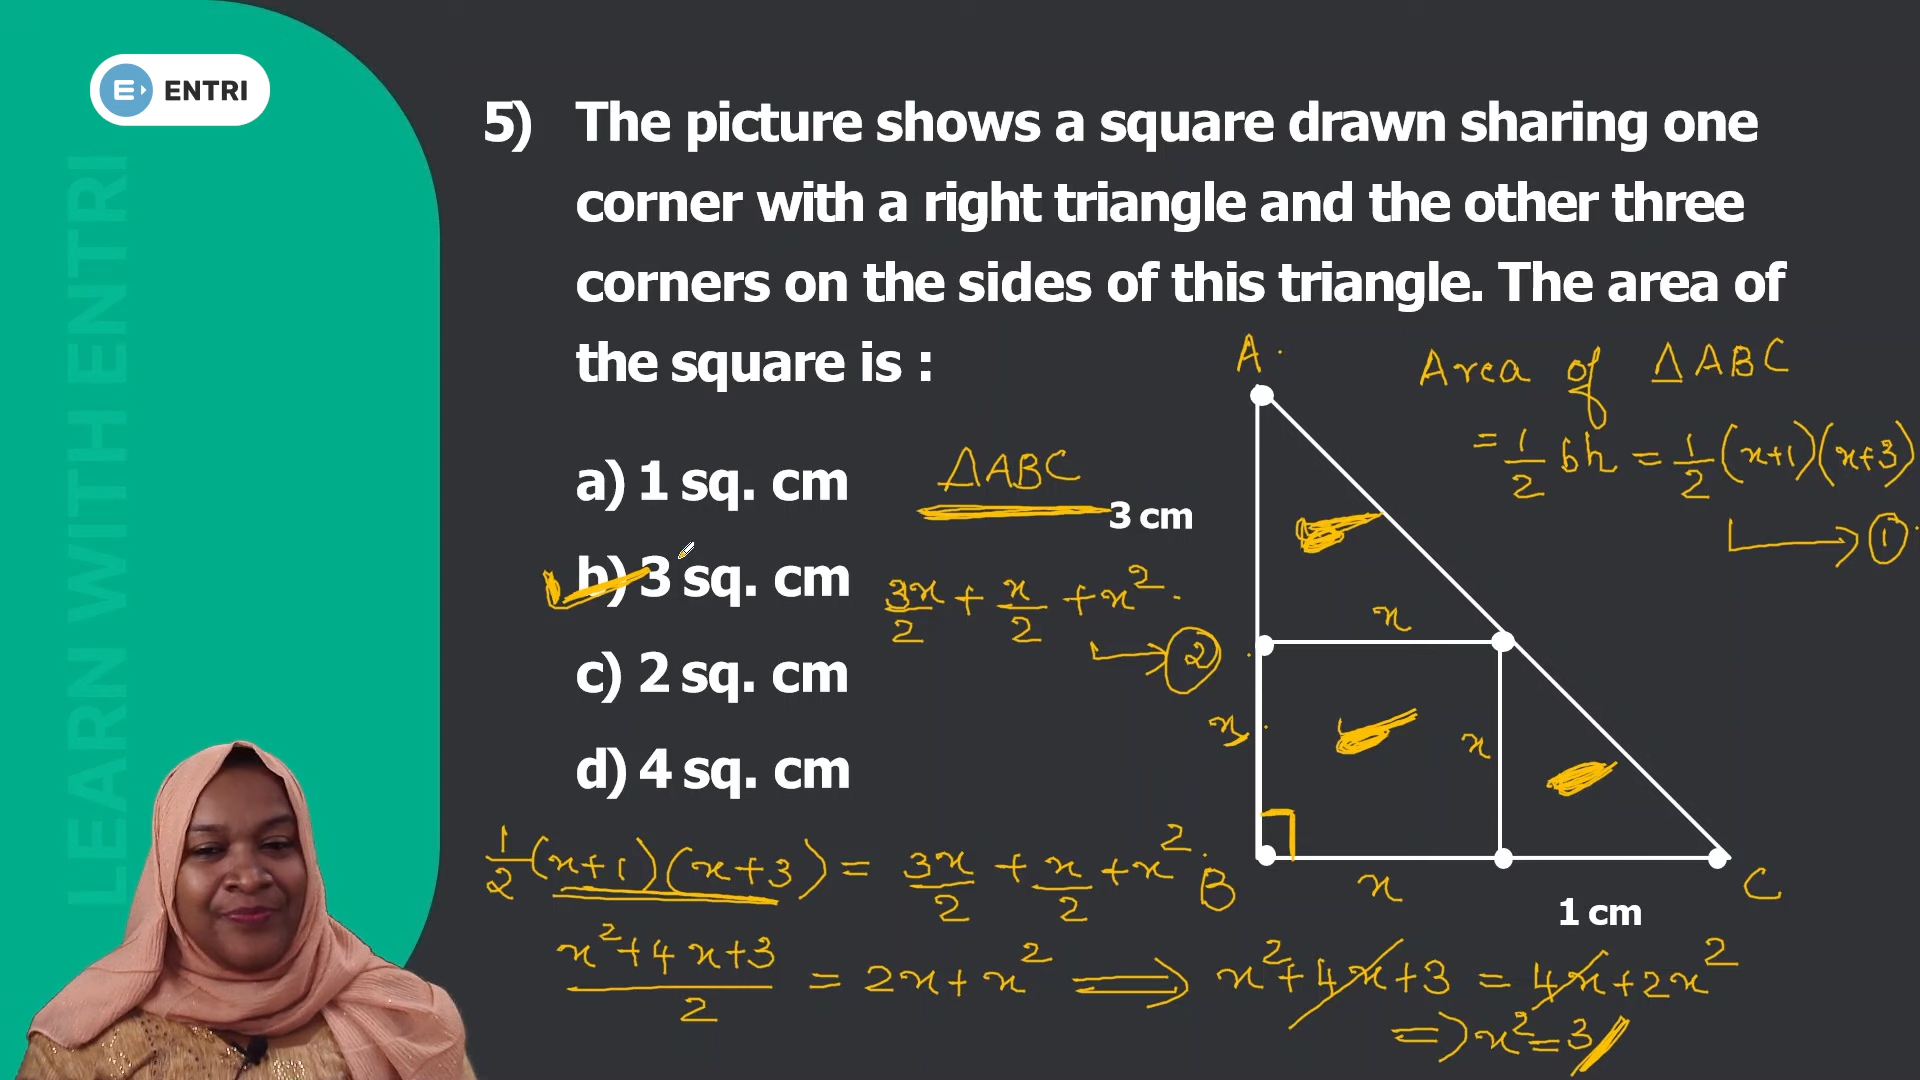 ENTRI
LEARN WITH ENTRI
5) The picture shows a square drawn sharing one
corner with a right triangle and the other three
corners on the sides of this triangle. The area of
the square is :
a) 1 sq. cm
b) 3 sq. cm
c) 2 sq. cm
d) 4 sq. cm
△ABC
3x/2 + x/2 + x² → ②
Area of △ABC
= 1/2 bh = 1/2 (x+1)(x+3)
→ ①
A
3 cm
x
x
x
B
x
C
1 cm
1/2 (x+1)(x+3) = 3x/2 + x/2 + x²
x²+4x+3/2 = 2x + x² ⟹ x²+4x+3 = 4x+2x²
⇒ x² = 3